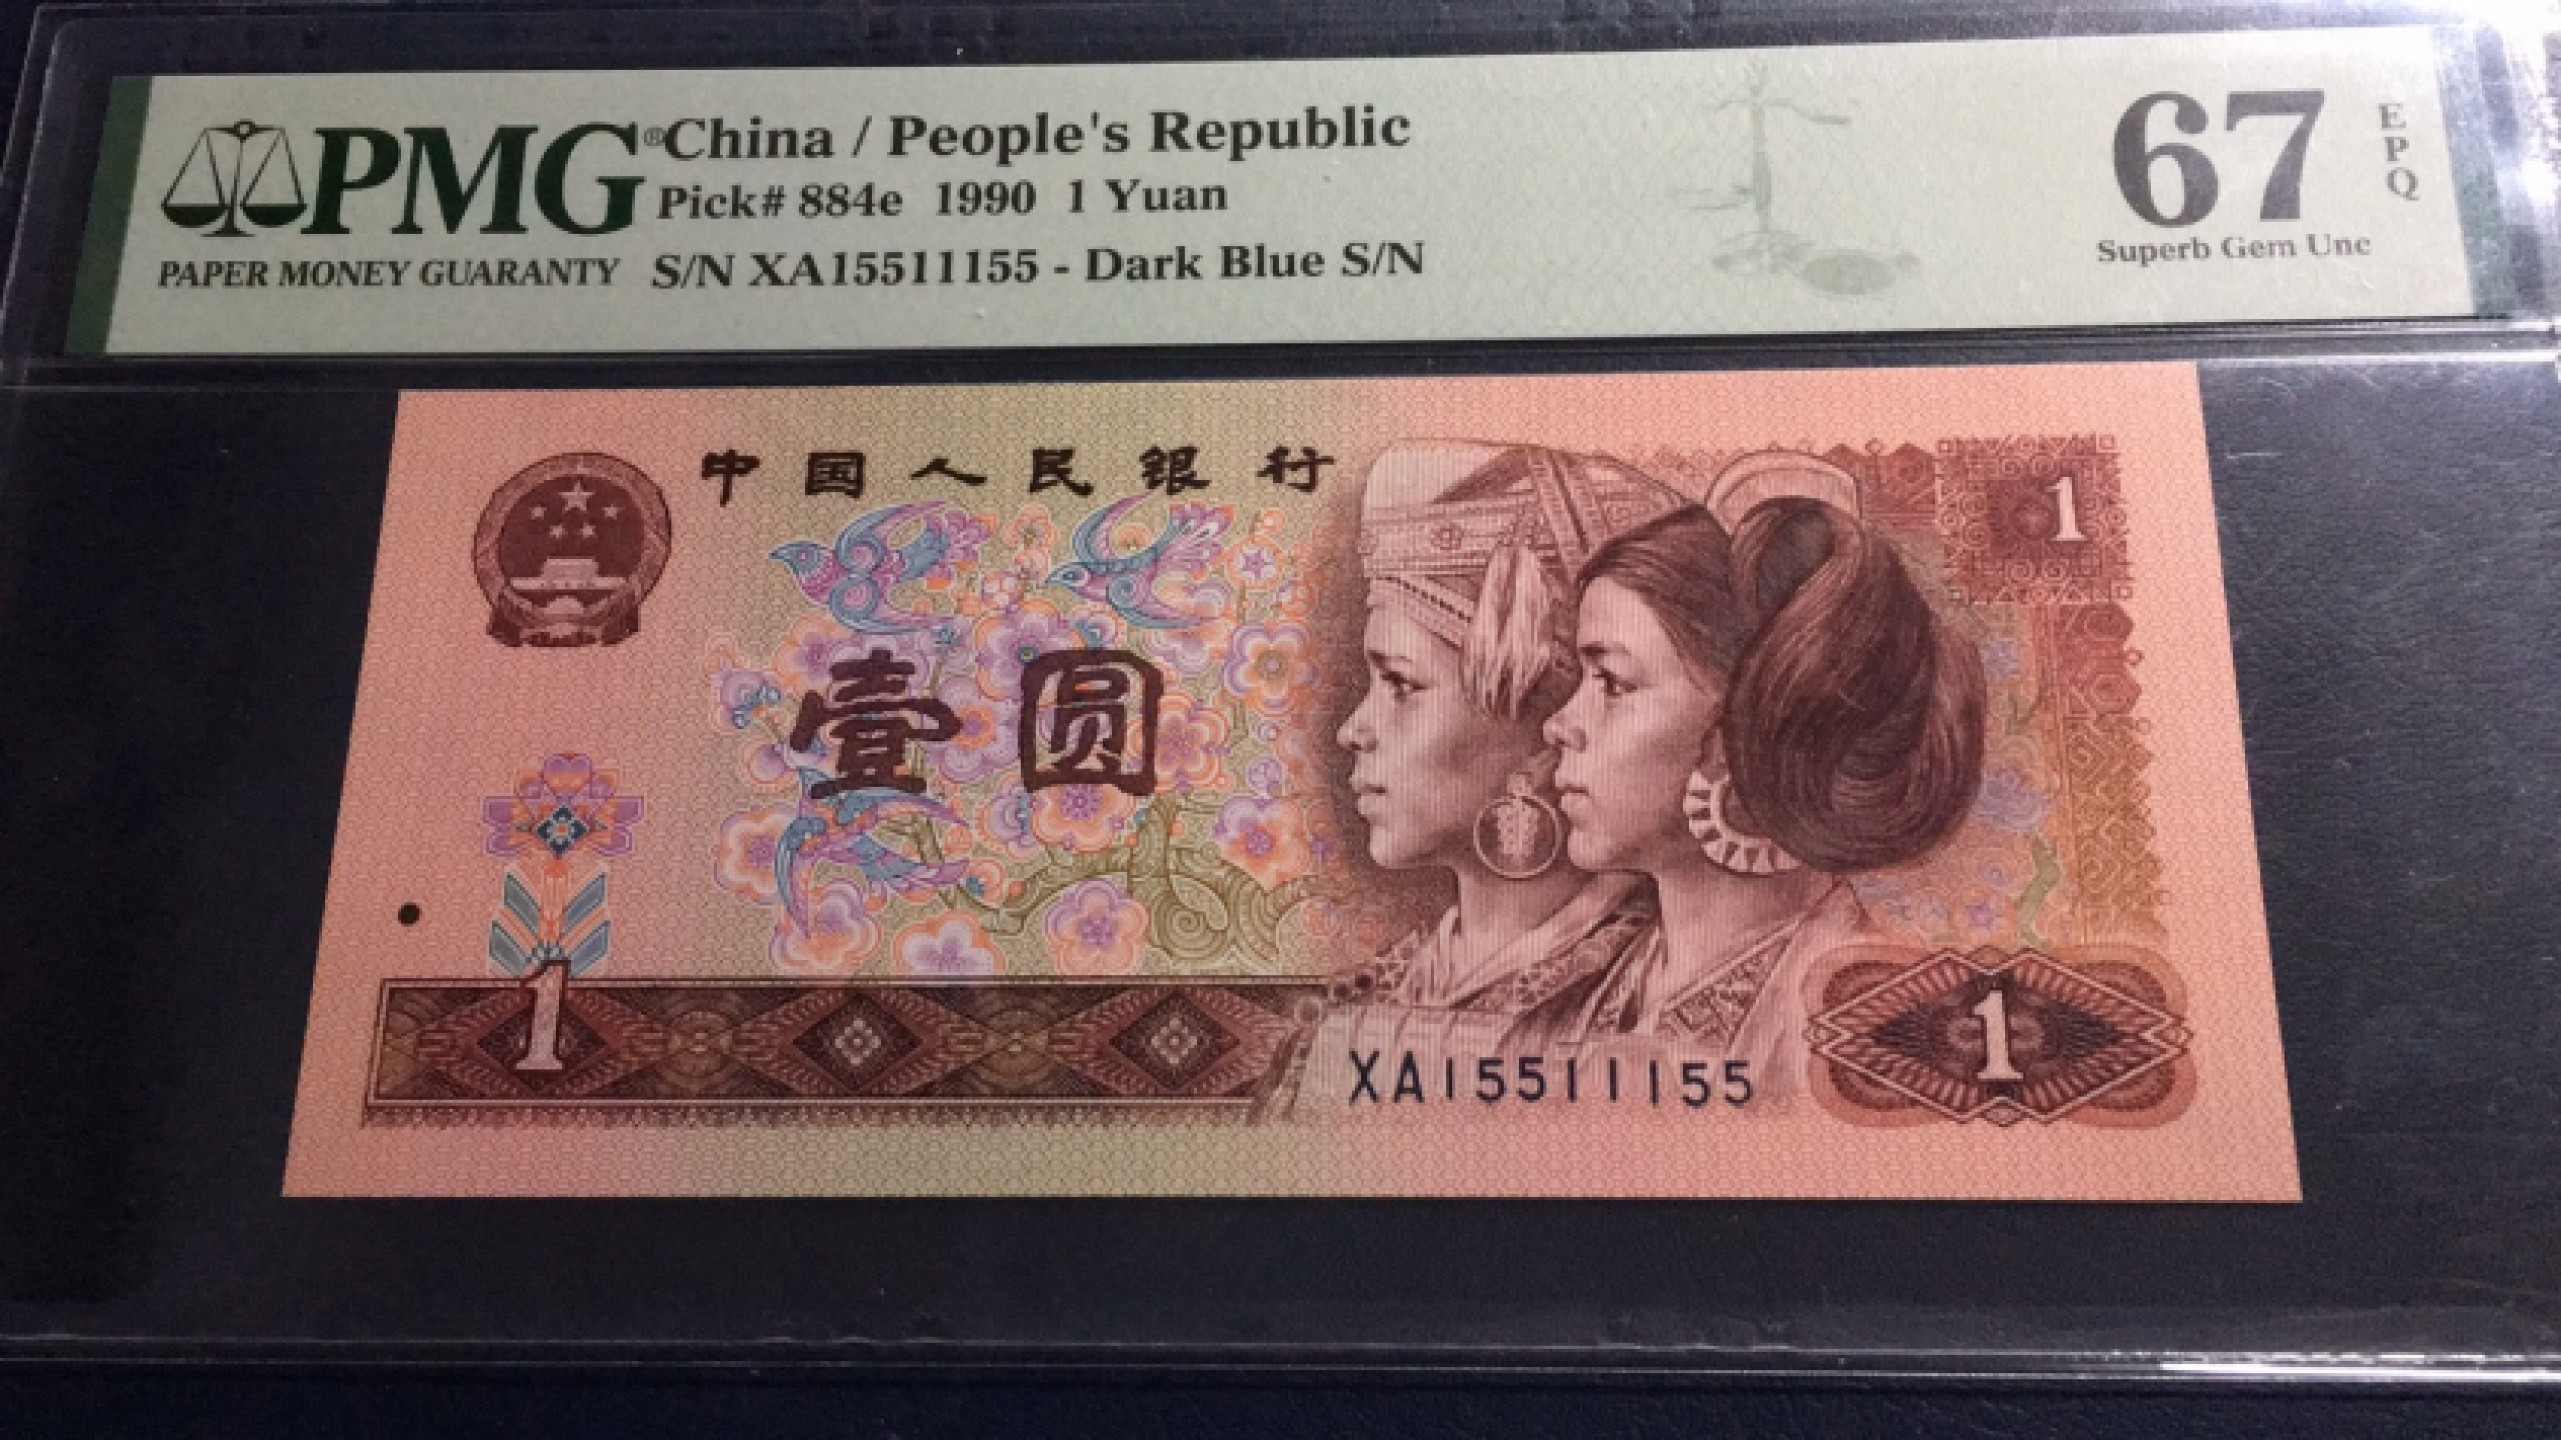 PMG®
PAPER MONEY GUARANTY
China / People's Republic
Pick# 884e 1990 1 Yuan
S/N XA15511155 - Dark Blue S/N
67
EPQ
Superb Gem Unc
中国人民银行
1
壹圆
1
XA15511155
1